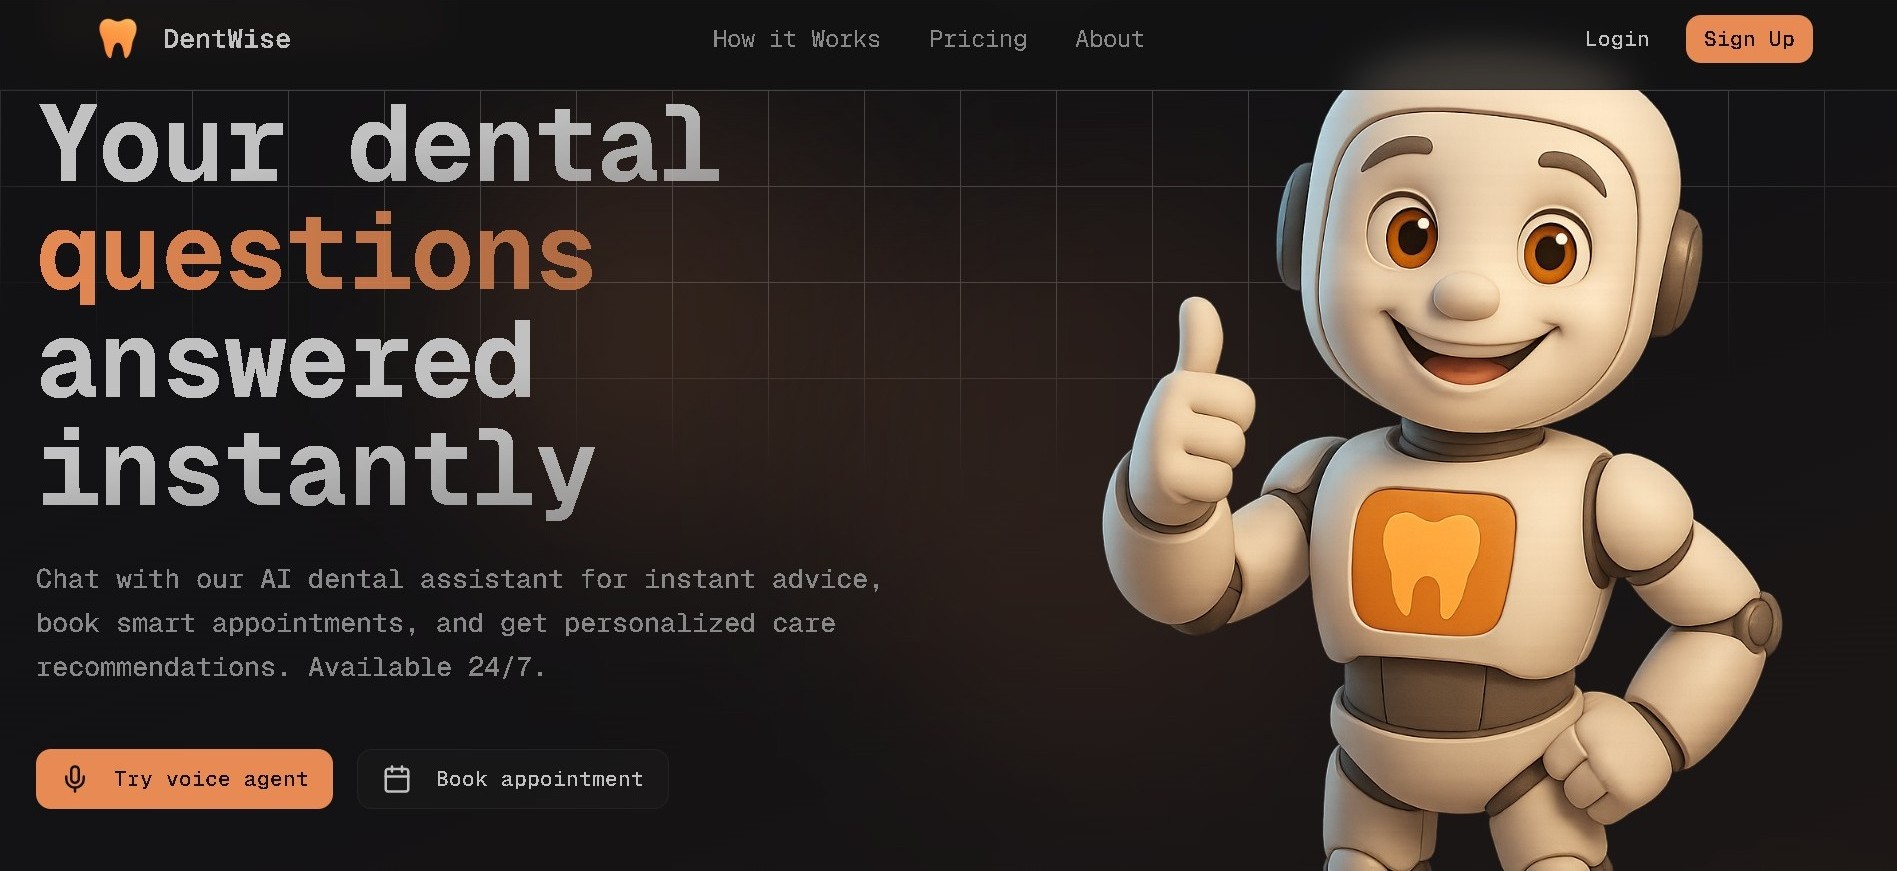 DentWise
How it Works
Pricing
About
Login
Sign Up
Your dental
questions
answered
instantly
Chat with our AI dental assistant for instant advice,
book smart appointments, and get personalized care
recommendations. Available 24/7.
Try voice agent
Book appointment